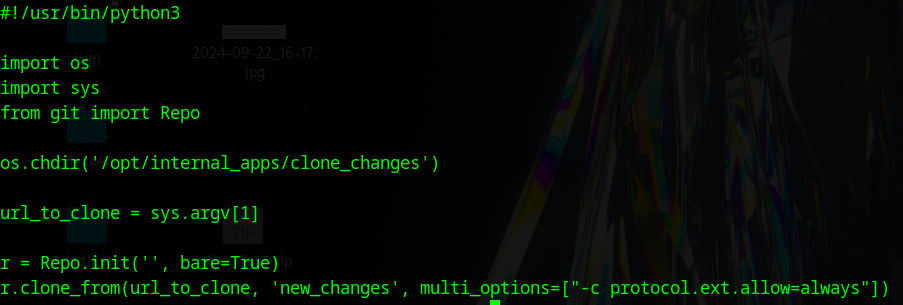 #!/usr/bin/python3
import os
import sys
from git import Repo
os.chdir('/opt/internal_apps/clone_changes')
url_to_clone = sys.argv[1]
r = Repo.init('', bare=True)
r.clone_from(url_to_clone, 'new_changes', multi_options=["-c protocol.ext.allow=always"])
2024-09-22_16-17.
jpg
ZIP